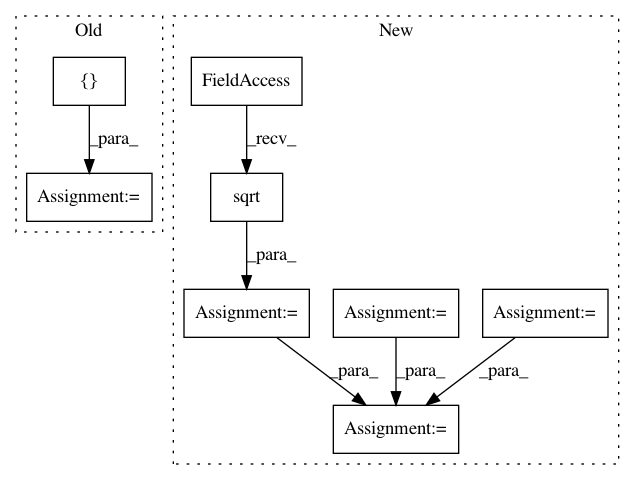 Old
New
{}
FieldAccess
_para_
_recv_
Assignment:=
sqrt
_para_
Assignment:=
Assignment:=
Assignment:=
_para_
_para_
_para_
Assignment:=